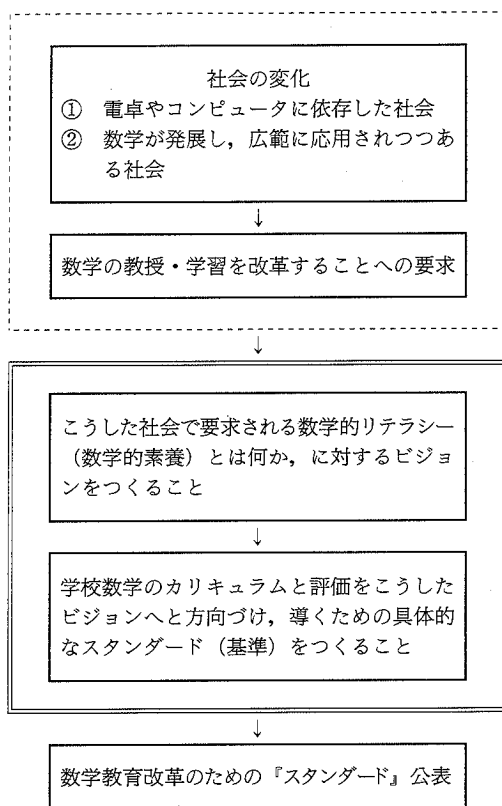 社会の変化
① 電卓やコンピュータに依存した社会
② 数学が発展し，広範に応用されつつあ
る社会
↓
数学の教授・学習を改革することへの要求
↓
こうした社会で要求される数学的リテラシー
（数学的素養）とは何か，に対するビジョ
ンをつくること
↓
学校数学のカリキュラムと評価をこうした
ビジョンへと方向づけ，導くための具体的
なスタンダード（基準）をつくること
↓
数学教育改革のための『スタンダード』公表